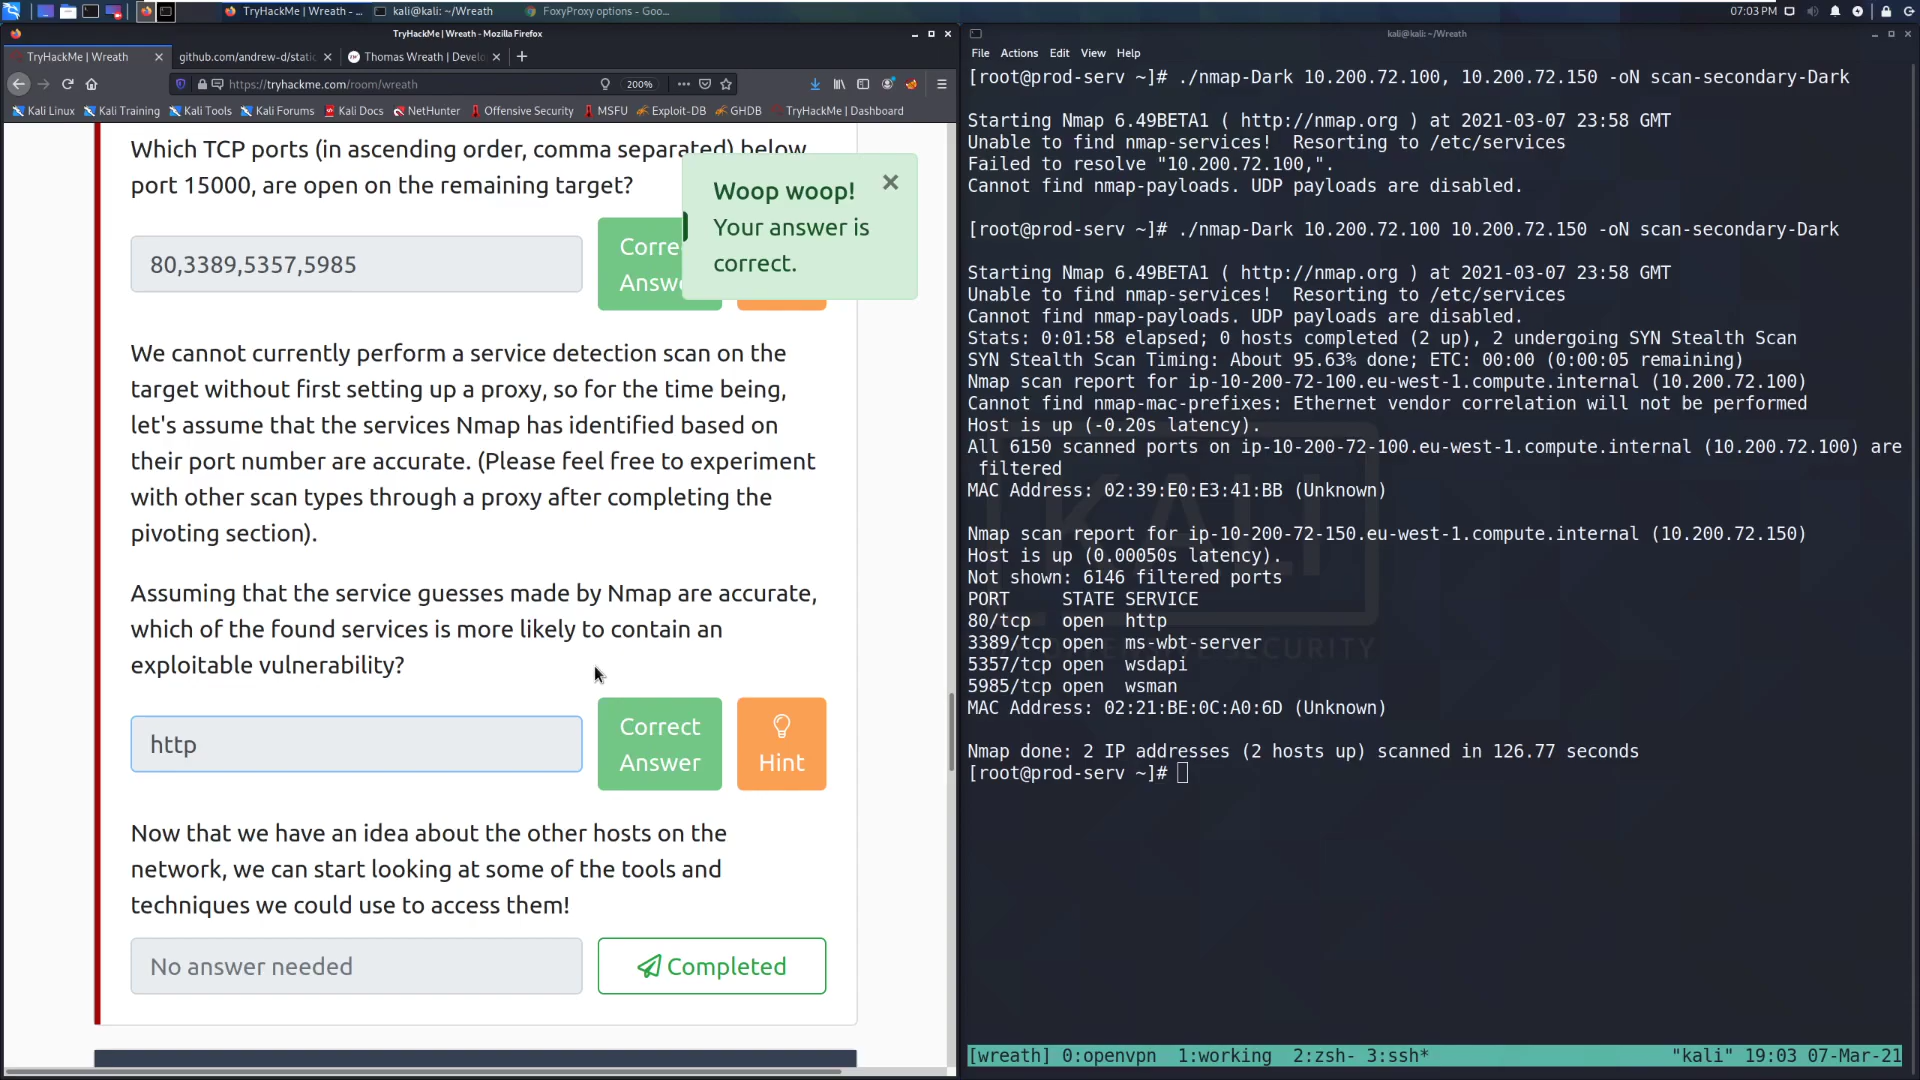 TryHackMe | Wreath - ...
kali@kali: ~/Wreath
FoxyProxy options - Goo...
07:03 PM
TryHackMe | Wreath - Mozilla Firefox
TryHackMe | Wreath
github.com/andrew-d/static
Thomas Wreath | Develo
https://tryhackme.com/room/wreath
200%
Kali Linux
Kali Training
Kali Tools
Kali Forums
Kali Docs
NetHunter
Offensive Security
MSFU
Exploit-DB
GHDB
TryHackMe | Dashboard
Which TCP ports (in ascending order, comma separated) below
port 15000, are open on the remaining target?
Woop woop!
Your answer is
correct.
80,3389,5357,5985
Corre
Answe
We cannot currently perform a service detection scan on the
target without first setting up a proxy, so for the time being,
let's assume that the services Nmap has identified based on
their port number are accurate. (Please feel free to experiment
with other scan types through a proxy after completing the
pivoting section).
Assuming that the service guesses made by Nmap are accurate,
which of the found services is more likely to contain an
exploitable vulnerability?
http
Correct
Answer
Hint
Now that we have an idea about the other hosts on the
network, we can start looking at some of the tools and
techniques we could use to access them!
No answer needed
Completed
kali@kali: ~/Wreath
File Actions Edit View Help
[root@prod-serv ~]# ./nmap-Dark 10.200.72.100, 10.200.72.150 -oN scan-secondary-Dark
Starting Nmap 6.49BETA1 ( http://nmap.org ) at 2021-03-07 23:58 GMT
Unable to find nmap-services!  Resorting to /etc/services
Failed to resolve "10.200.72.100,".
Cannot find nmap-payloads. UDP payloads are disabled.
[root@prod-serv ~]# ./nmap-Dark 10.200.72.100 10.200.72.150 -oN scan-secondary-Dark
Starting Nmap 6.49BETA1 ( http://nmap.org ) at 2021-03-07 23:58 GMT
Unable to find nmap-services!  Resorting to /etc/services
Cannot find nmap-payloads. UDP payloads are disabled.
Stats: 0:01:58 elapsed; 0 hosts completed (2 up), 2 undergoing SYN Stealth Scan
SYN Stealth Scan Timing: About 95.63% done; ETC: 00:00 (0:00:05 remaining)
Nmap scan report for ip-10-200-72-100.eu-west-1.compute.internal (10.200.72.100)
Cannot find nmap-mac-prefixes: Ethernet vendor correlation will not be performed
Host is up (-0.20s latency).
All 6150 scanned ports on ip-10-200-72-100.eu-west-1.compute.internal (10.200.72.100) are
filtered
MAC Address: 02:39:E0:E3:41:BB (Unknown)
Nmap scan report for ip-10-200-72-150.eu-west-1.compute.internal (10.200.72.150)
Host is up (0.00050s latency).
Not shown: 6146 filtered ports
PORT     STATE SERVICE
80/tcp   open  http
3389/tcp open  ms-wbt-server
5357/tcp open  wsdapi
5985/tcp open  wsman
MAC Address: 02:21:BE:0C:A0:6D (Unknown)
Nmap done: 2 IP addresses (2 hosts up) scanned in 126.77 seconds
[root@prod-serv ~]#
[wreath] 0:openvpn  1:working  2:zsh- 3:ssh*
"kali" 19:03 07-Mar-21